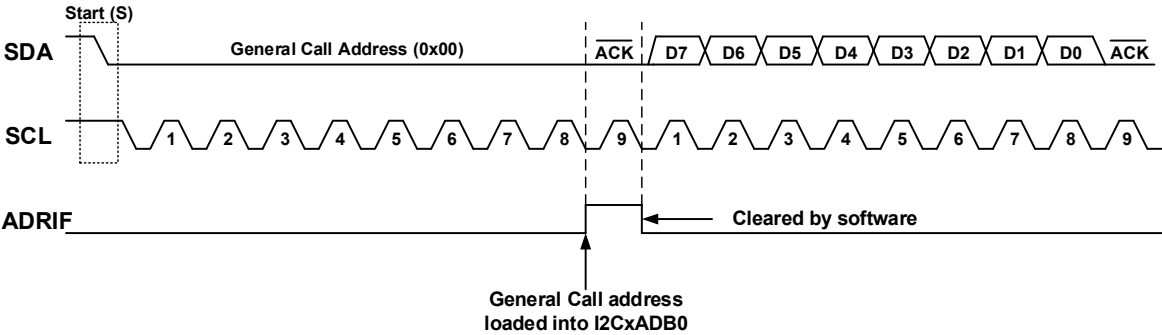 Start (S)
SDA General Call Address (0x00) ACK D7 D6 D5 D4 D3 D2 D1 D0 ACK
SCL 1 2 3 4 5 6 7 8 9 1 2 3 4 5 6 7 8 9
ADRIF Cleared by software
General Call address
loaded into I2CxADB0